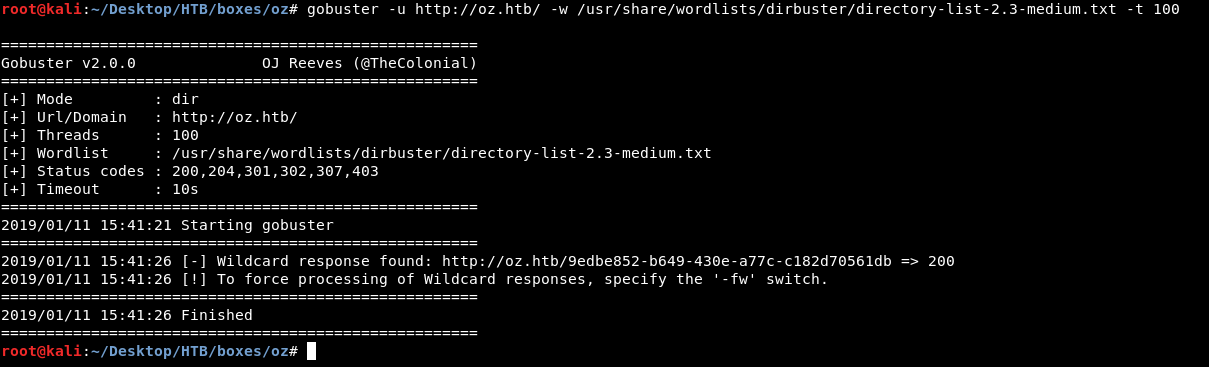 root@kali:~/Desktop/HTB/boxes/oz# gobuster -u http://oz.htb/ -w /usr/share/wordlists/dirbuster/directory-list-2.3-medium.txt -t 100
=====================================================
Gobuster v2.0.0              OJ Reeves (@TheColonial)
=====================================================
[+] Mode         : dir
[+] Url/Domain   : http://oz.htb/
[+] Threads      : 100
[+] Wordlist     : /usr/share/wordlists/dirbuster/directory-list-2.3-medium.txt
[+] Status codes : 200,204,301,302,307,403
[+] Timeout      : 10s
=====================================================
2019/01/11 15:41:21 Starting gobuster
=====================================================
2019/01/11 15:41:26 [-] Wildcard response found: http://oz.htb/9edbe852-b649-430e-a77c-c182d70561db => 200
2019/01/11 15:41:26 [!] To force processing of Wildcard responses, specify the '-fw' switch.
=====================================================
2019/01/11 15:41:26 Finished
=====================================================
root@kali:~/Desktop/HTB/boxes/oz#